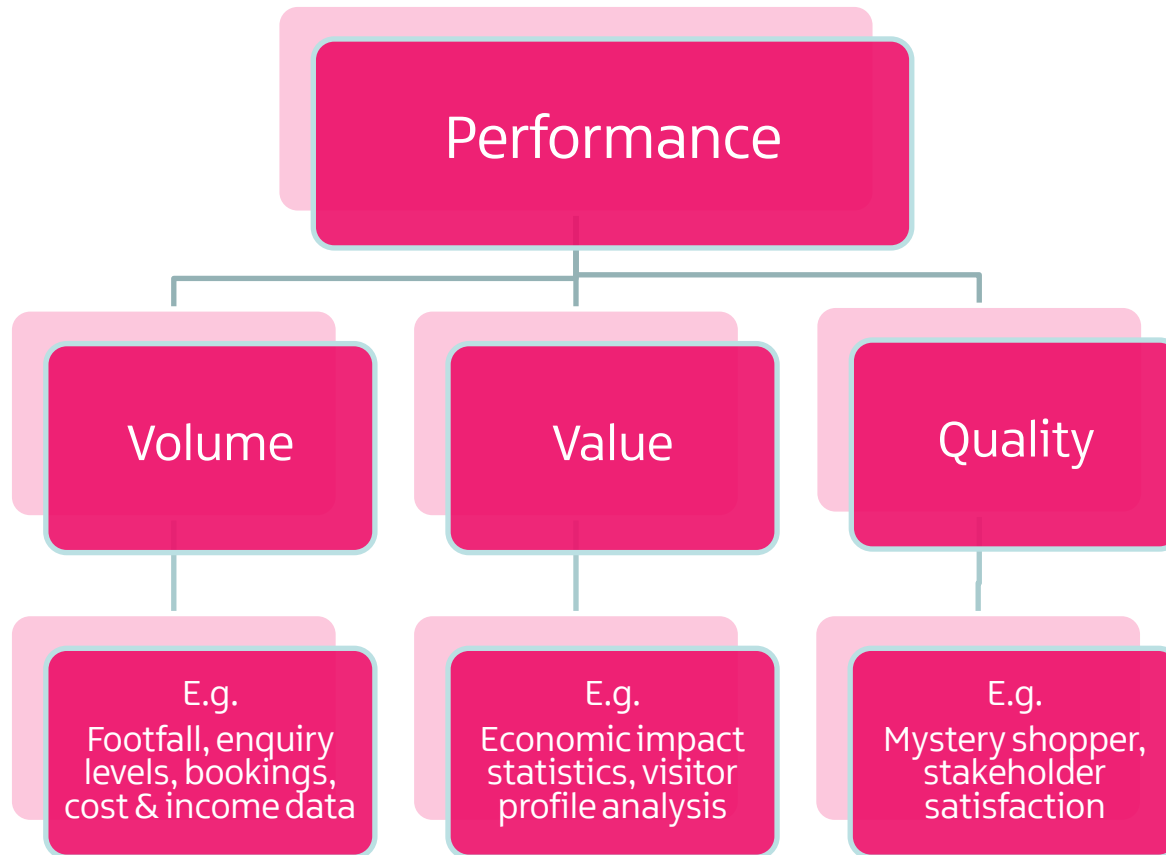 Performance
Volume
Value
Quality
E.g.
Footfall, enquiry
levels, bookings,
cost & income data
E.g.
Economic impact
statistics, visitor
profile analysis
E.g.
Mystery shopper,
stakeholder
satisfaction